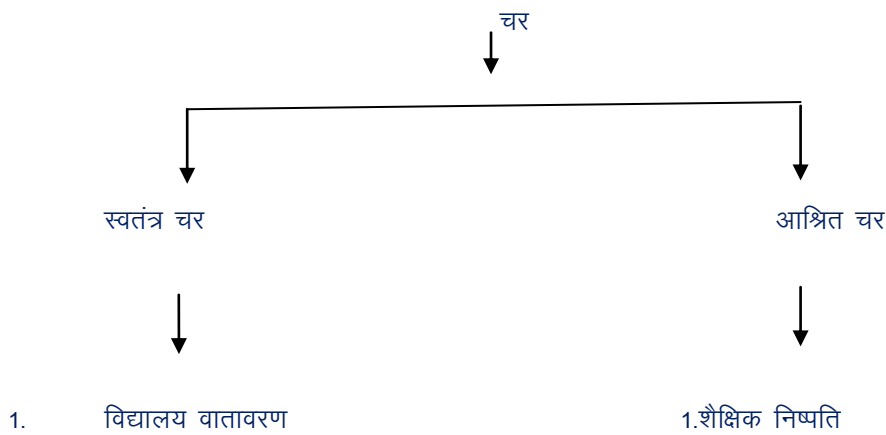 चर
स्वतंत्र चर आश्रित चर
1. विद्यालय वातावरण 1.शैक्षिक निष्पति